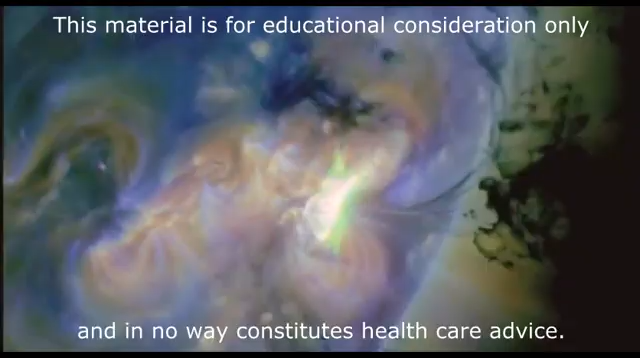 This material is for educational consideration only
and in no way constitutes health care advice.